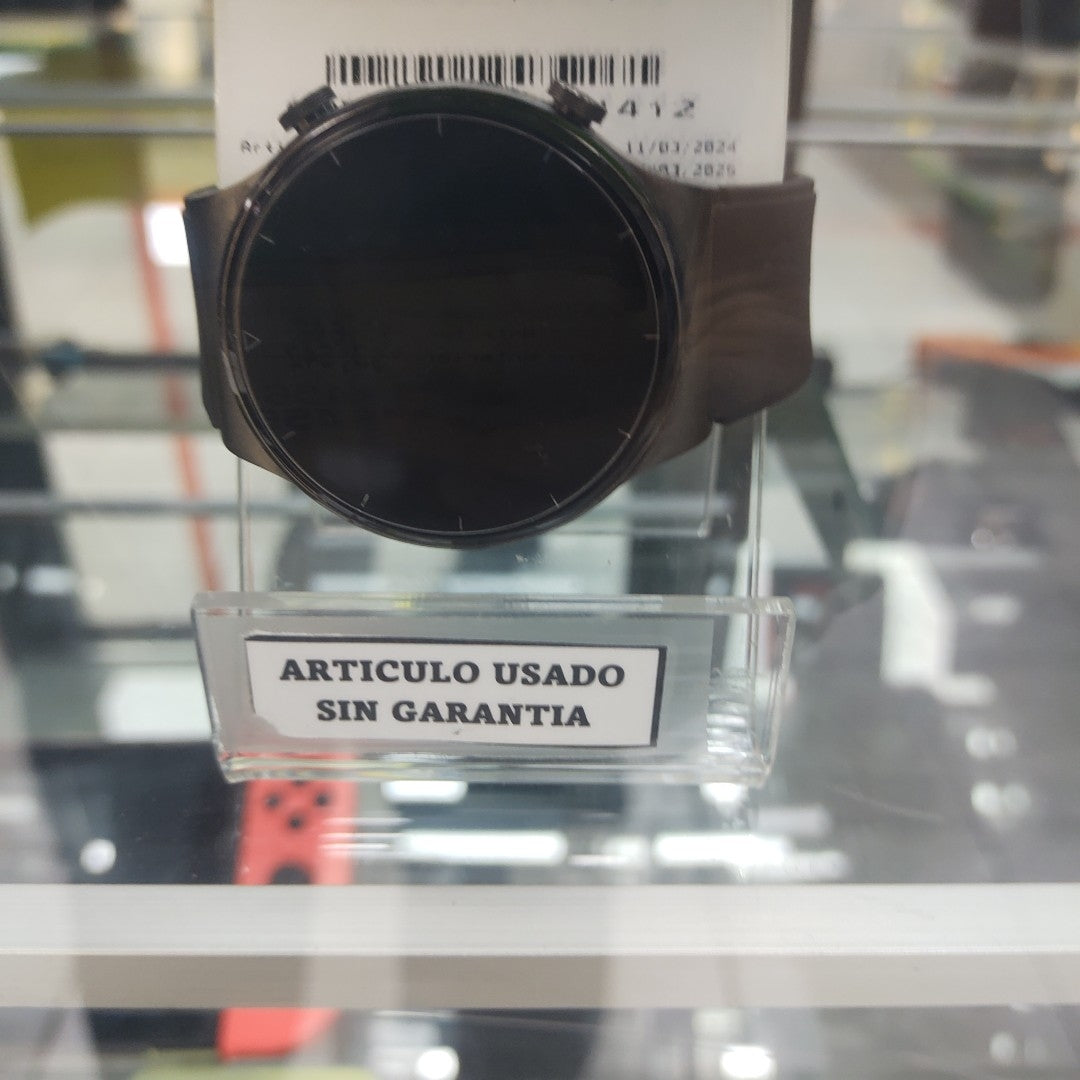 412
11/03/2024
ARTICULO USADO
SIN GARANTIA